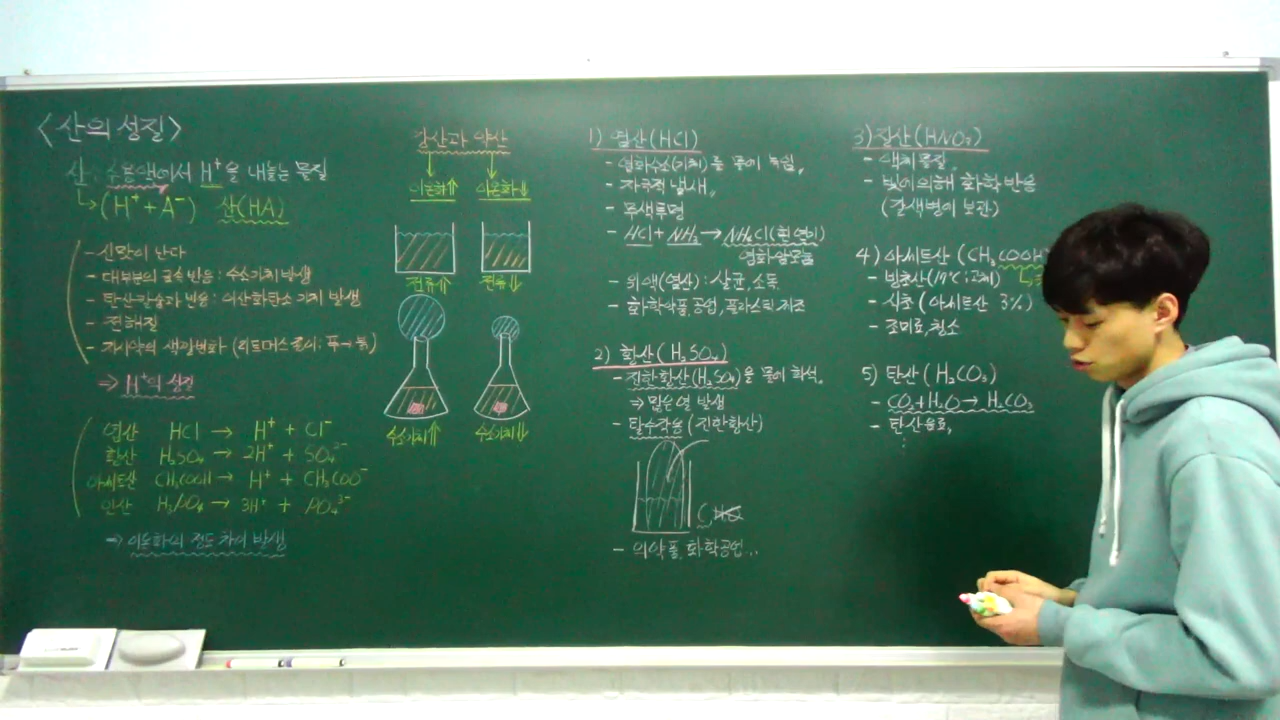 <산의 성질>
산 : 수용액에서 H⁺을 내놓는 물질
↳ (H⁺ + A⁻) 산(HA)
- 신맛이 난다
- 대부분의 금속 반응 : 수소기체 발생
- 탄산칼슘과 반응 : 이산화탄소 기체 발생
- 전해질
- 지시약의 색깔변화 (리트머스 종이 : 푸→붉)
⇒ H⁺의 성질
염산 HCl → H⁺ + Cl⁻
황산 H₂SO₄ → 2H⁺ + SO₄²⁻
아세트산 CH₃COOH → H⁺ + CH₃COO⁻
인산 H₃PO₄ → 3H⁺ + PO₄³⁻
⇒ 이온화의 정도 차이 발생
강산과 약산
이온화↑ 이온화↓
전류↑ 전류↓
수소기체↑ 수소기체↓
1) 염산(HCl)
- 염화수소(기체)를 물에 녹임.
- 자극적 냄새.
- 무색투명
- HCl + NH₃ → NH₄Cl(흰 연기)
염화암모늄
- 위액(염산) : 살균, 소독
- 화학약품, 공업, 플라스틱 제조
2) 황산(H₂SO₄)
- 진한 황산(H₂SO₄)을 물에 희석.
⇒ 많은 열 발생
- 탈수작용(진한황산)
C
- 의약품, 화학공업...
3) 질산(HNO₃)
- 액체물질.
- 빛에 의해 화학 반응
(갈색병에 보관)
4) 아세트산 (CH₃COOH
- 빙초산(17℃:고체)
- 식초 (아세트산 3%)
- 조미료, 청소
5) 탄산(H₂CO₃)
- CO₂+H₂O → H₂CO₃
- 탄산음료,
⋮